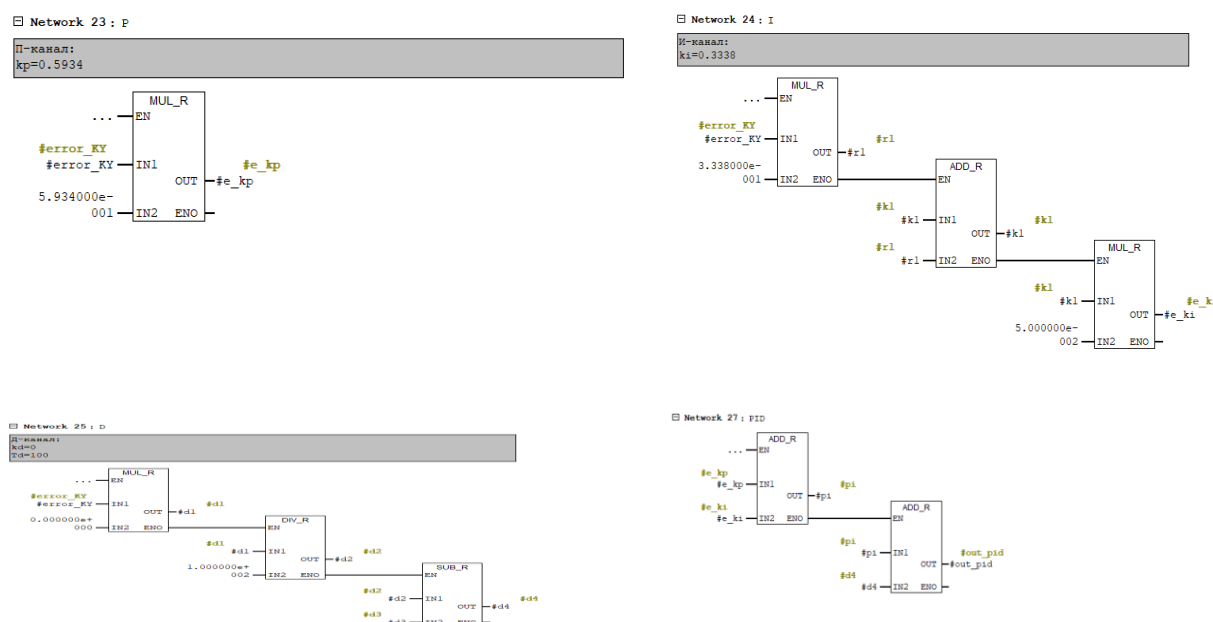 Network 23 : P
П-канал:
kp=0.5934
MUL_R
... EN
#error_KY
#error_KY IN1
#e_kp
OUT #e_kp
5.934000e-
001 IN2 ENO
Network 24 : I
И-канал:
ki=0.3338
MUL_R
... EN
#error_KY
#error_KY IN1
#r1
OUT #r1
3.338000e-
001 IN2 ENO
ADD_R
EN
#k1
#k1 IN1
#k1
OUT #k1
#r1
#r1 IN2 ENO
MUL_R
EN
#k1
#k1 IN1
#e_k
OUT #e_ki
5.000000e-
002 IN2 ENO
Network 25 : D
Д-канал:
kd=0
Td=100
MUL_R
... EN
#error_KY
#error_KY IN1
#d1
OUT #d1
0.000000e+
000 IN2 ENO
DIV_R
EN
#d1
#d1 IN1
#d2
OUT #d2
1.000000e+
002 IN2 ENO
SUB_R
EN
#d2
#d2 IN1
#d4
OUT #d4
#d3
#d3 IN2 ENO
Network 27 : PID
ADD_R
... EN
#e_kp
#e_kp IN1
#pi
OUT #pi
#e_ki
#e_ki IN2 ENO
ADD_R
EN
#pi
#pi IN1
#out_pid
OUT #out_pid
#d4
#d4 IN2 ENO